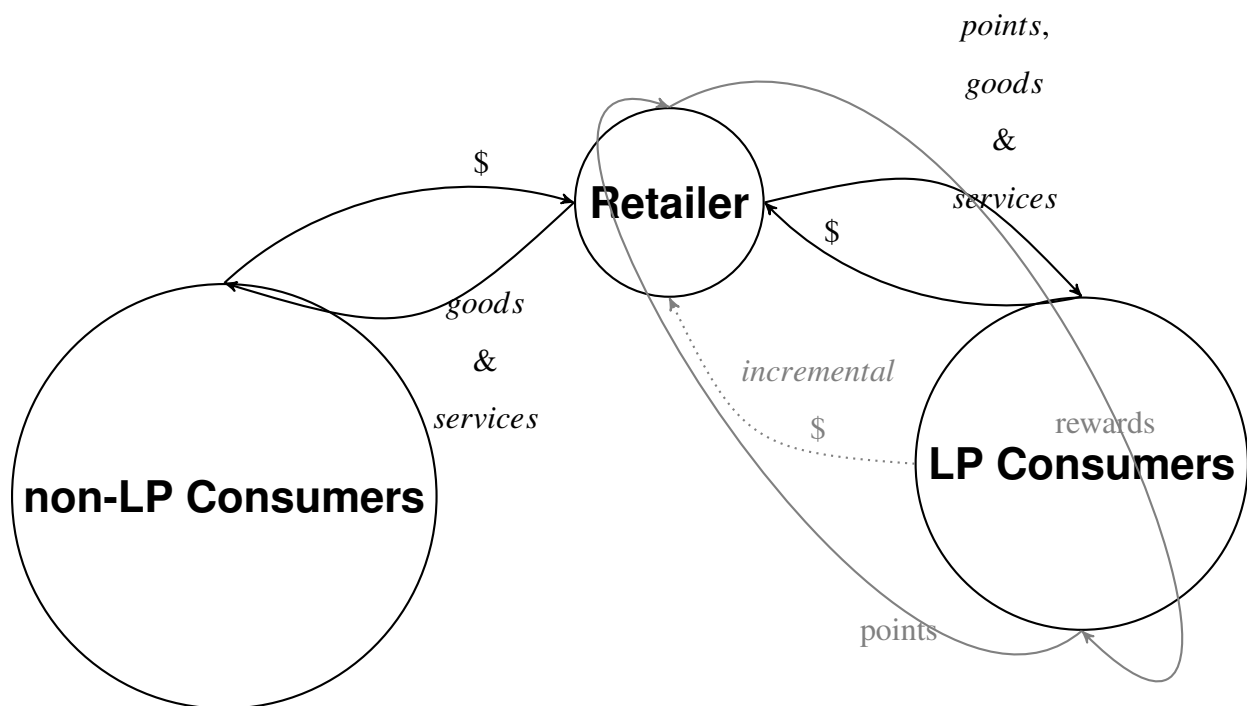 points,
goods
&
services
$
Retailer
$
goods
&
services
incremental
$
rewards
LP Consumers
non-LP Consumers
points